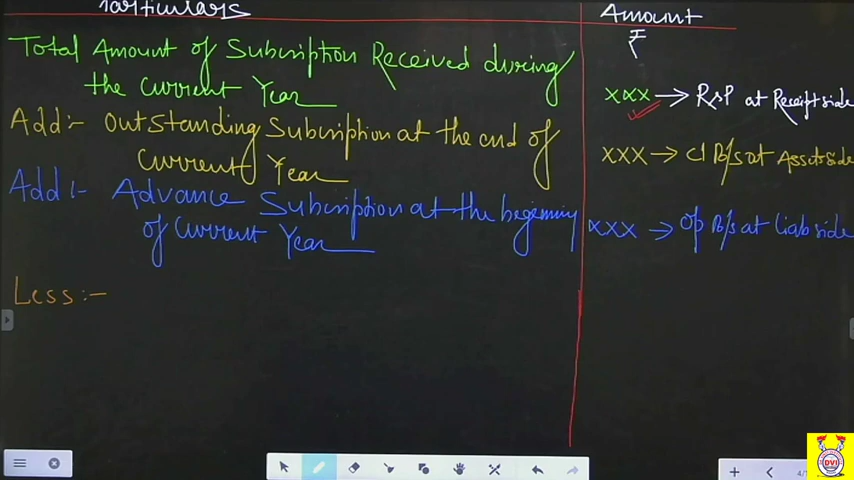 Particulars
Amount
₹
Total Amount of Subscription Received during
the current Year
xxx → R&P at Receipt side
Add:- Outstanding Subscription at the end of
current Year
xxx → cl B/s at Asset side
Add:- Advance Subscription at the beginning
of current Year
xxx → op B/s at Liab side
Less:-
DVI